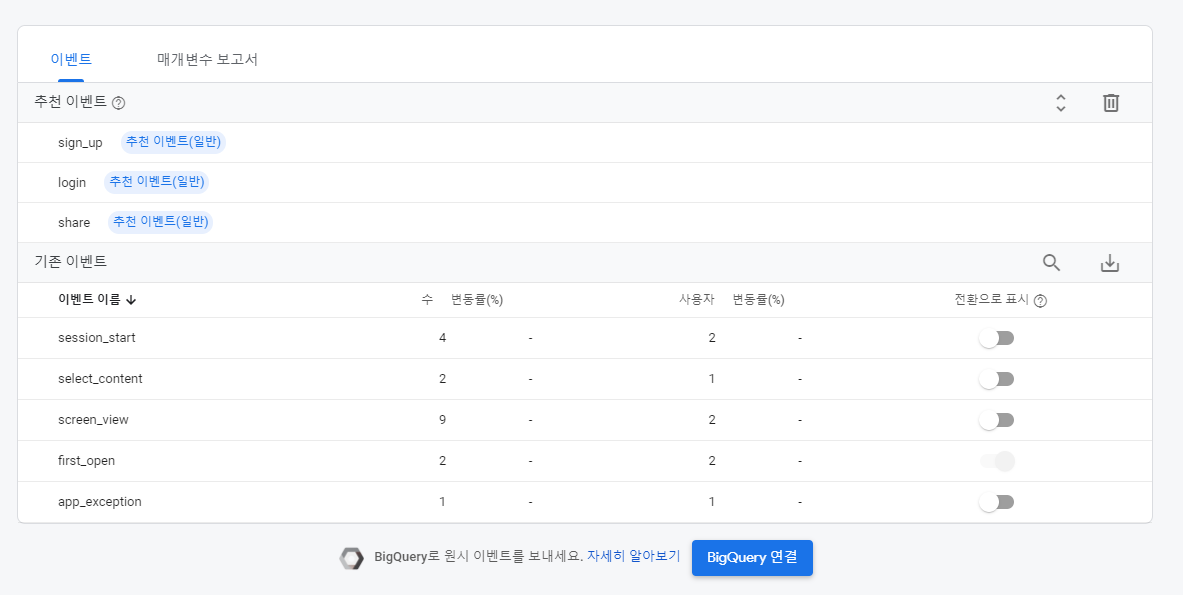 이벤트 매개변수 보고서
추천 이벤트
sign_up 추천 이벤트(일반)
login 추천 이벤트(일반)
share 추천 이벤트(일반)
기존 이벤트
이벤트 이름 수 변동률(%) 사용자 변동률(%) 전환으로 표시
session_start 4 - 2 -
select_content 2 - 1 -
screen_view 9 - 2 -
first_open 2 - 2 -
app_exception 1 - 1 -
BigQuery로 원시 이벤트를 보내세요. 자세히 알아보기 BigQuery 연결